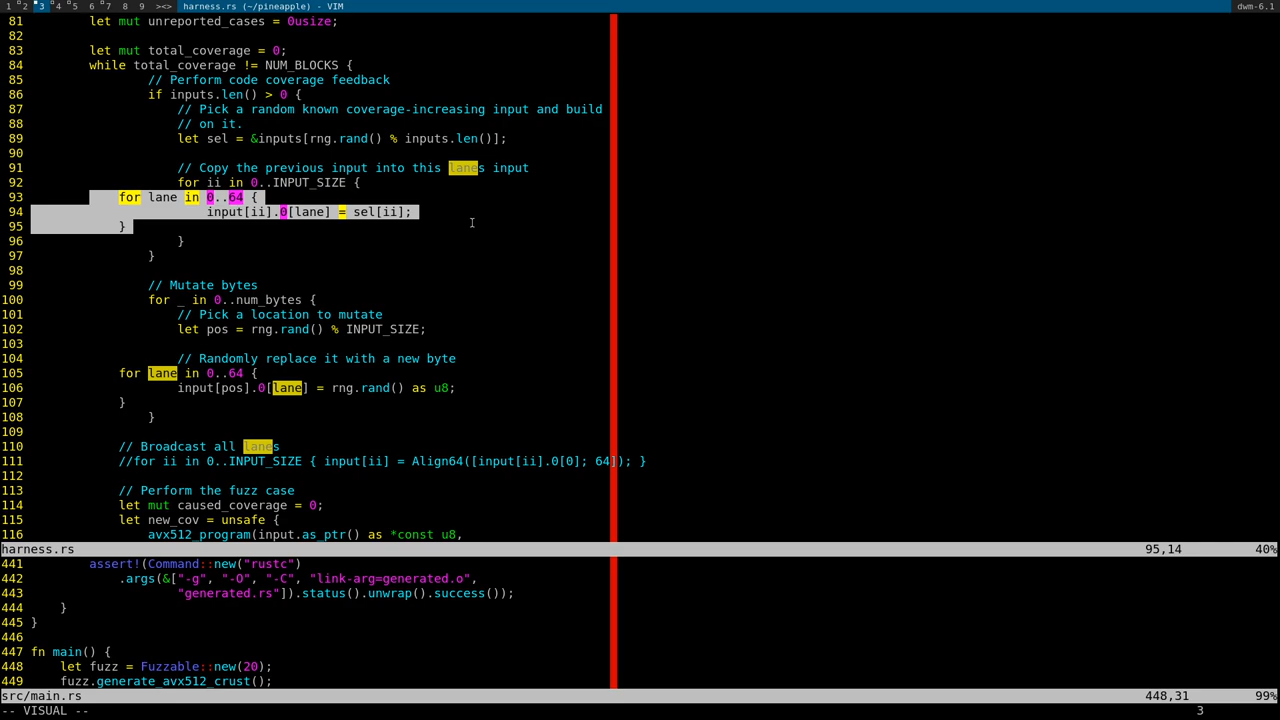 1 2 3 4 5 6 7 8 9 ><> harness.rs (~/pineapple) - VIM dwm-6.1
81         let mut unreported_cases = 0usize;
82
83         let mut total_coverage = 0;
84         while total_coverage != NUM_BLOCKS {
85                 // Perform code coverage feedback
86                 if inputs.len() > 0 {
87                     // Pick a random known coverage-increasing input and build
88                     // on it.
89                     let sel = &inputs[rng.rand() % inputs.len()];
90
91                     // Copy the previous input into this lanes input
92                     for ii in 0..INPUT_SIZE {
93             for lane in 0..64 {
94                         input[ii].0[lane] = sel[ii];
95             }
96                     }
97                 }
98
99                 // Mutate bytes
100                 for _ in 0..num_bytes {
101                     // Pick a location to mutate
102                     let pos = rng.rand() % INPUT_SIZE;
103
104                     // Randomly replace it with a new byte
105             for lane in 0..64 {
106                     input[pos].0[lane] = rng.rand() as u8;
107             }
108                 }
109
110             // Broadcast all lanes
111             //for ii in 0..INPUT_SIZE { input[ii] = Align64([input[ii].0[0]; 64]); }
112
113             // Perform the fuzz case
114             let mut caused_coverage = 0;
115             let new_cov = unsafe {
116                 avx512_program(input.as_ptr() as *const u8,
harness.rs 95,14 40%
441         assert!(Command::new("rustc")
442             .args(&["-g", "-O", "-C", "link-arg=generated.o",
443                     "generated.rs"]).status().unwrap().success());
444     }
445 }
446
447 fn main() {
448     let fuzz = Fuzzable::new(20);
449     fuzz.generate_avx512_crust();
src/main.rs 448,31 99%
-- VISUAL -- 3